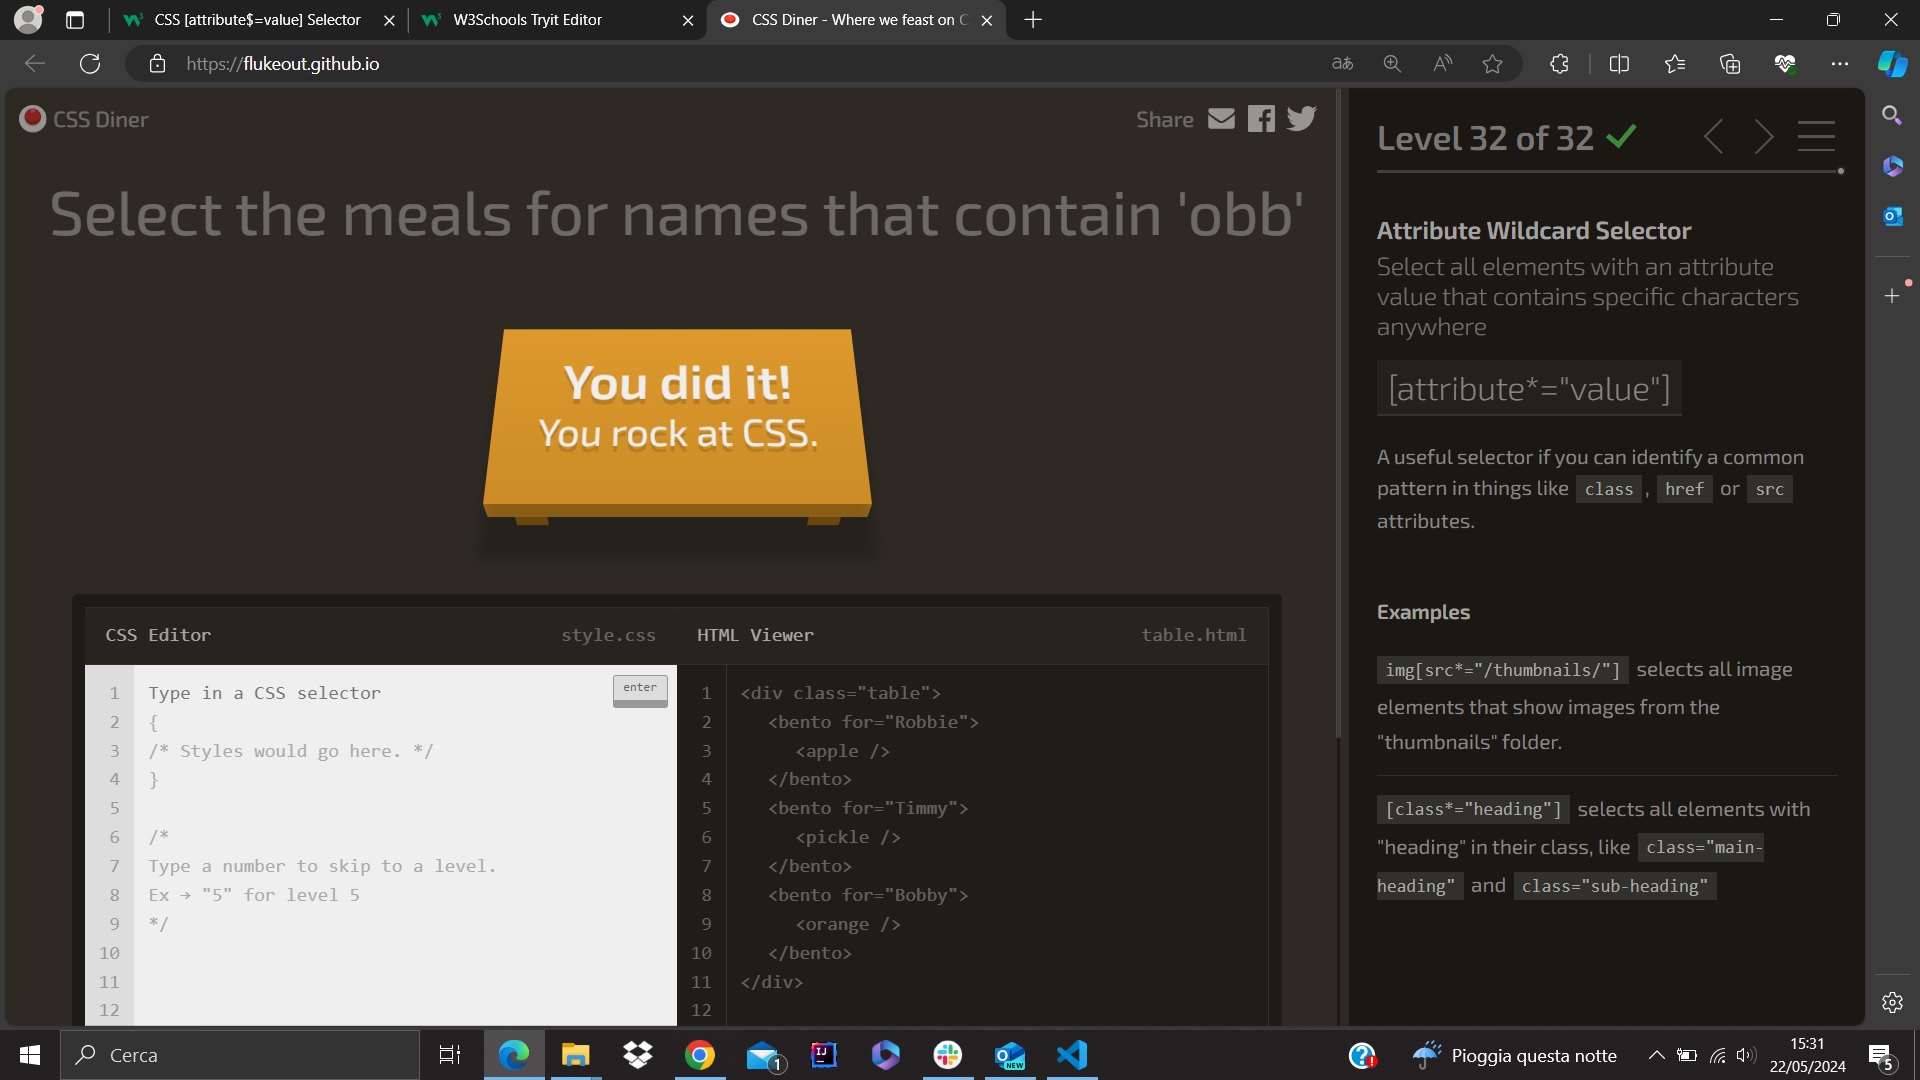 CSS [attribute$=value] Selector
W3Schools Tryit Editor
CSS Diner - Where we feast on C
https://flukeout.github.io
CSS Diner
Share
Select the meals for names that contain 'obb'
You did it!
You rock at CSS.
CSS Editor
style.css
HTML Viewer
table.html
1 Type in a CSS selector
enter
2 {
3 /* Styles would go here. */
4 }
5
6 /*
7 Type a number to skip to a level.
8 Ex → "5" for level 5
9 */
10
11
12
1 <div class="table">
2 <bento for="Robbie">
3 <apple />
4 </bento>
5 <bento for="Timmy">
6 <pickle />
7 </bento>
8 <bento for="Bobby">
9 <orange />
10 </bento>
11 </div>
12
Level 32 of 32
Attribute Wildcard Selector
Select all elements with an attribute
value that contains specific characters
anywhere
[attribute*="value"]
A useful selector if you can identify a common
pattern in things like class , href or src
attributes.
Examples
img[src*="/thumbnails/"] selects all image
elements that show images from the
"thumbnails" folder.
[class*="heading"] selects all elements with
"heading" in their class, like class="main-
heading" and class="sub-heading"
Cerca
1
IJ
NEW
Pioggia questa notte
15:31
22/05/2024
5